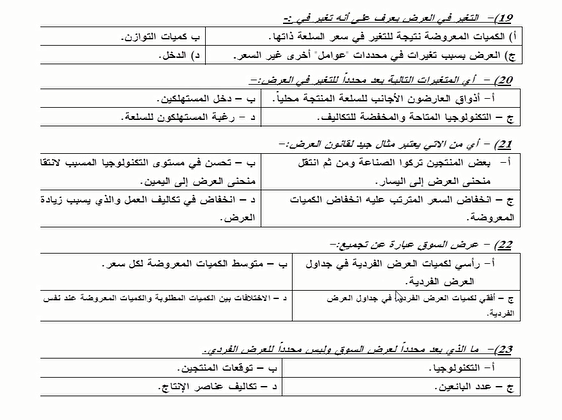 19)- التغير في العرض يعرف على أنه تغير في :-
أ) الكميات المعروضة نتيجة للتغير في سعر السلعة ذاتها.
ب كميات التوازن.
ج) العرض بسبب تغيرات في محددات "عوامل" أخرى غير السعر.
د) الدخل.
20) - أي المتغيرات التالية يعد محدداً للتغير في العرض:-
أ- أذواق العارضون الأجانب للسلعة المنتجة محلياً.
ب – دخل المستهلكين.
ج – التكنولوجيا المتاحة والمخفضة للتكاليف.
د - رغبة المستهلكون للسلعة.
21) - أي من الاتي يعتبر مثال جيد لقانون العرض:-
أ- بعض المنتجين تركوا الصناعة ومن ثم انتقل
منحنى العرض إلى اليسار.
ب – تحسن في مستوى التكنولوجيا المسبب لانتقا
منحنى العرض إلى اليمين.
ج – انخفاض السعر المترتب عليه انخفاض الكميات
المعروضة.
د – انخفاض في تكاليف العمل والذي يسبب زيادة
العرض.
22) – عرض السوق عبارة عن تجميع:-
أ- رأسي لكميات العرض الفردية في جداول
العرض الفردية.
ب – متوسط الكميات المعروضة لكل سعر.
ج – أفقي لكميات العرض الفردية في جداول العرض
الفردية.
د – الاختلافات بين الكميات المطلوبة والكميات المعروضة عند نفس
23)- ما الذي يعد محدداً لعرض السوق وليس محدداً للعرض الفردي.
أ- التكنولوجيا.
ب – توقعات المنتجين.
ج – عدد البائعين.
د – تكاليف عناصر الإنتاج.